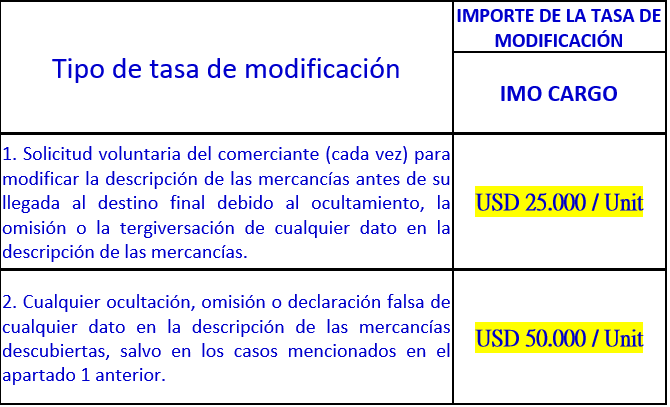 Tipo de tasa de modificación
IMPORTE DE LA TASA DE
MODIFICACIÓN
IMO CARGO
1. Solicitud voluntaria del comerciante (cada vez) para
modificar la descripción de las mercancías antes de su
llegada al destino final debido al ocultamiento, la
omisión o la tergiversación de cualquier dato en la
descripción de las mercancías.
USD 25.000 / Unit
2. Cualquier ocultación, omisión o declaración falsa de
cualquier dato en la descripción de las mercancías
descubiertas, salvo en los casos mencionados en el
apartado 1 anterior.
USD 50.000 / Unit